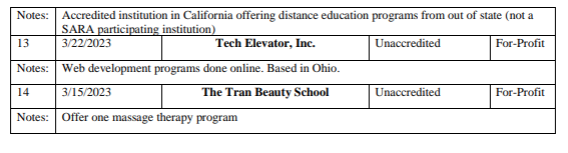 Notes: Accredited institution in California offering distance education programs from out of state (not a
SARA participating institution)
13 3/22/2023 Tech Elevator, Inc. Unaccredited For-Profit
Notes: Web development programs done online. Based in Ohio.
14 3/15/2023 The Tran Beauty School Unaccredited For-Profit
Notes: Offer one massage therapy program